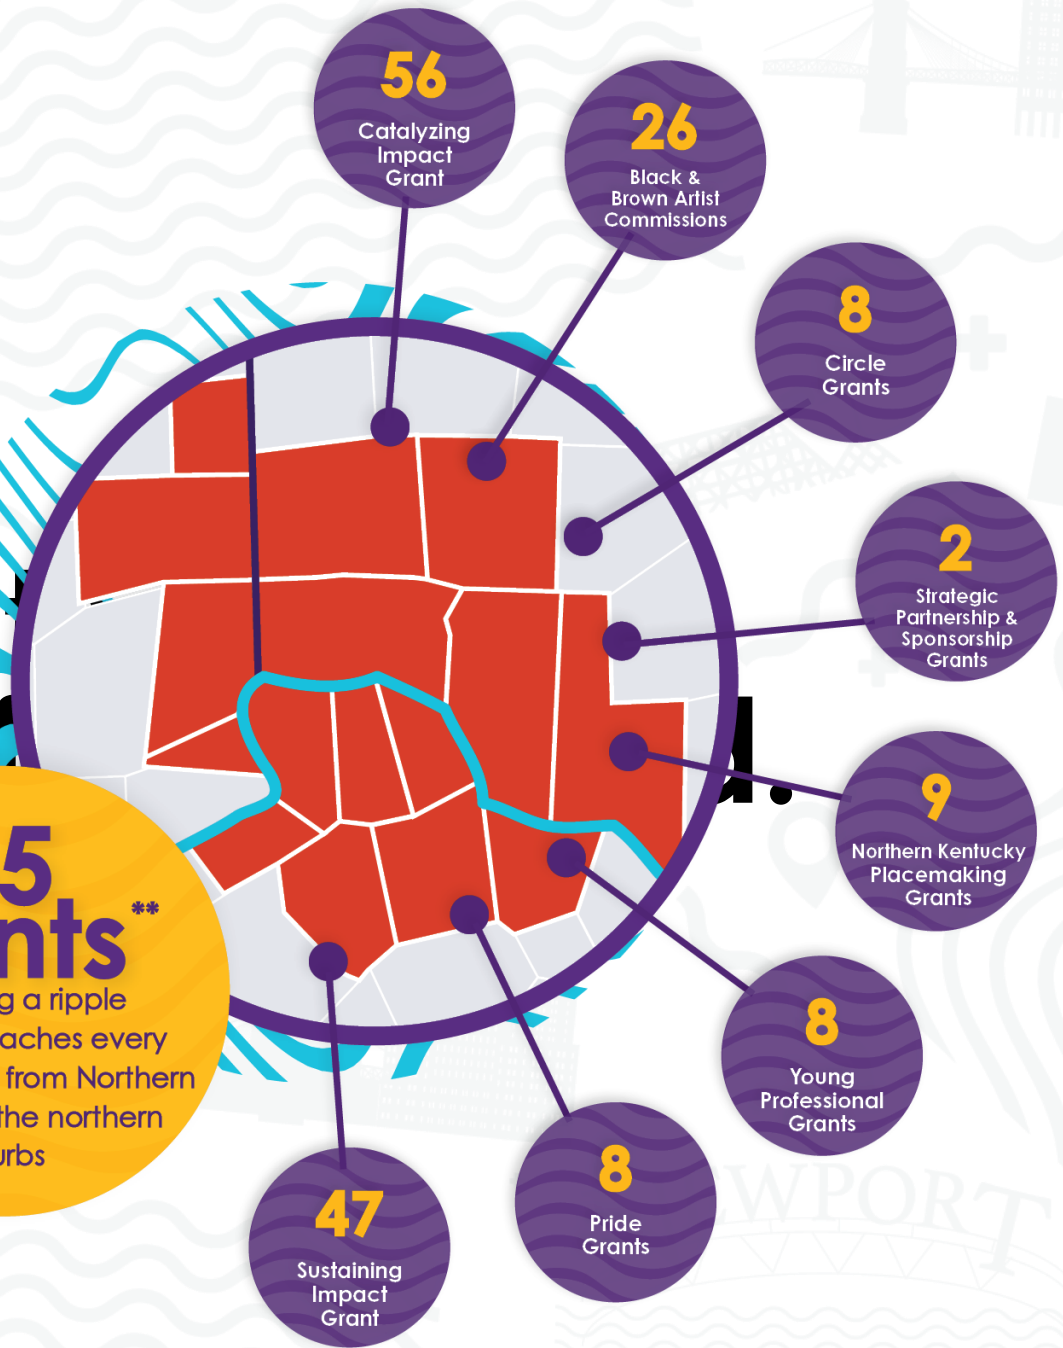 56
Catalyzing
Impact
Grant
26
Black &
Brown Artist
Commissions
8
Circle
Grants
2
Strategic
Partnership &
Sponsorship
Grants
9
Northern Kentucky
Placemaking
Grants
8
Young
Professional
Grants
8
Pride
Grants
47
Sustaining
Impact
Grant
5
nts**
g a ripple
aches every
from Northern
the northern
urbs
d.
EWPORT